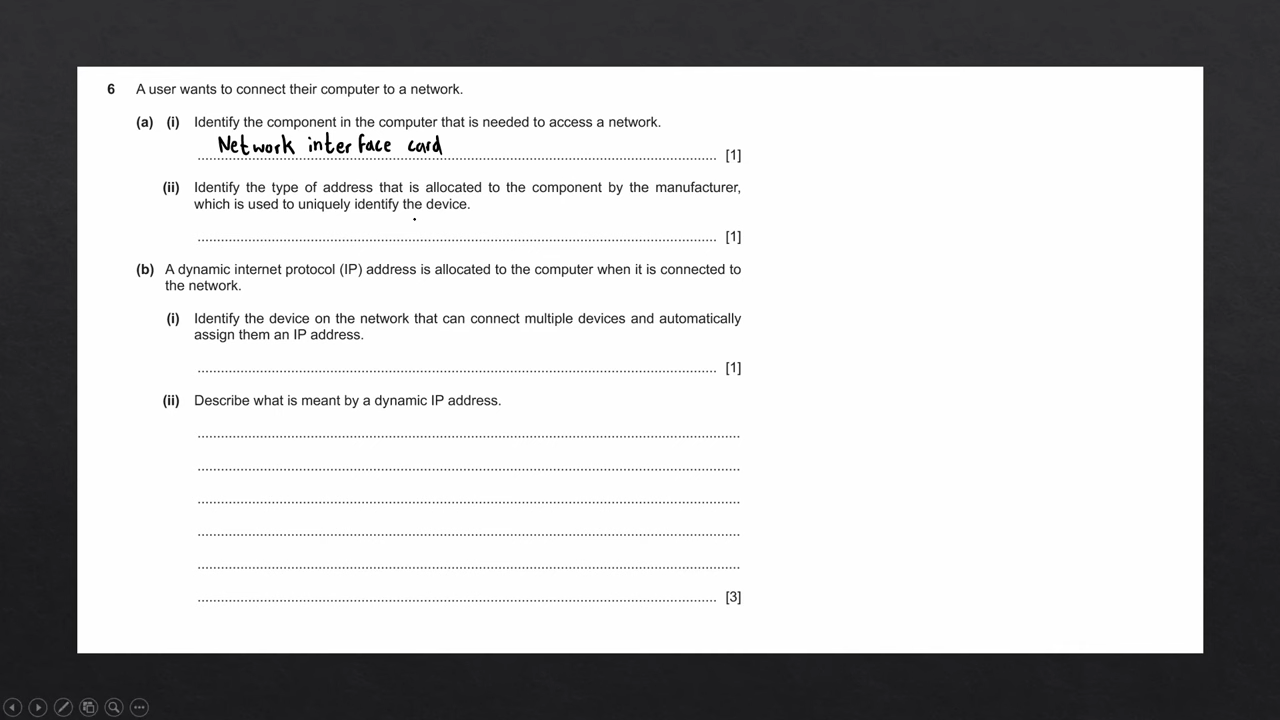 6 A user wants to connect their computer to a network.
(a) (i) Identify the component in the computer that is needed to access a network.
Network interface card
[1]
(ii) Identify the type of address that is allocated to the component by the manufacturer,
which is used to uniquely identify the device.
[1]
(b) A dynamic internet protocol (IP) address is allocated to the computer when it is connected to
the network.
(i) Identify the device on the network that can connect multiple devices and automatically
assign them an IP address.
[1]
(ii) Describe what is meant by a dynamic IP address.
[3]